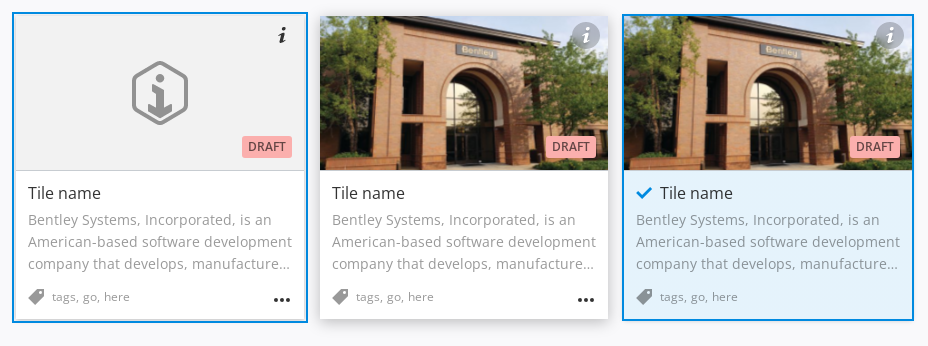 DRAFT
Tile name
Bentley Systems, Incorporated, is an
American-based software development
company that develops, manufacture...
tags, go, here
Bentley
DRAFT
Tile name
Bentley Systems, Incorporated, is an
American-based software development
company that develops, manufacture...
tags, go, here
Bentley
DRAFT
Tile name
Bentley Systems, Incorporated, is an
American-based software development
company that develops, manufacture...
tags, go, here